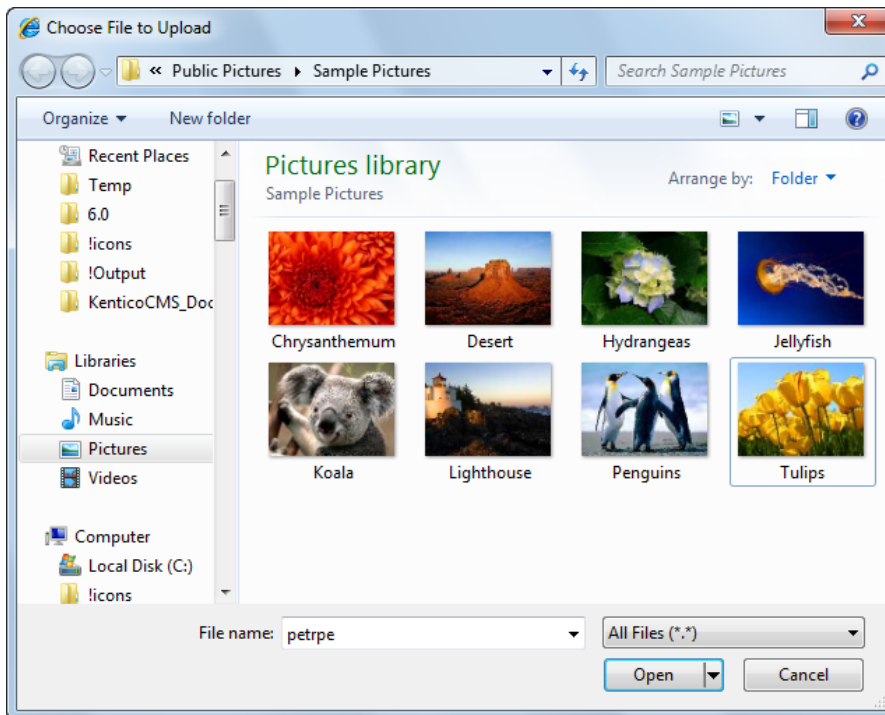 Choose File to Upload
« Public Pictures ▸ Sample Pictures
Search Sample Pictures
Organize
New folder
Recent Places
Temp
6.0
!icons
!Output
KenticoCMS_Doc
Libraries
Documents
Music
Pictures
Videos
Computer
Local Disk (C:)
!icons
Pictures library
Sample Pictures
Arrange by: Folder
Chrysanthemum
Desert
Hydrangeas
Jellyfish
Koala
Lighthouse
Penguins
Tulips
File name: petrpe
All Files (*.*)
Open
Cancel